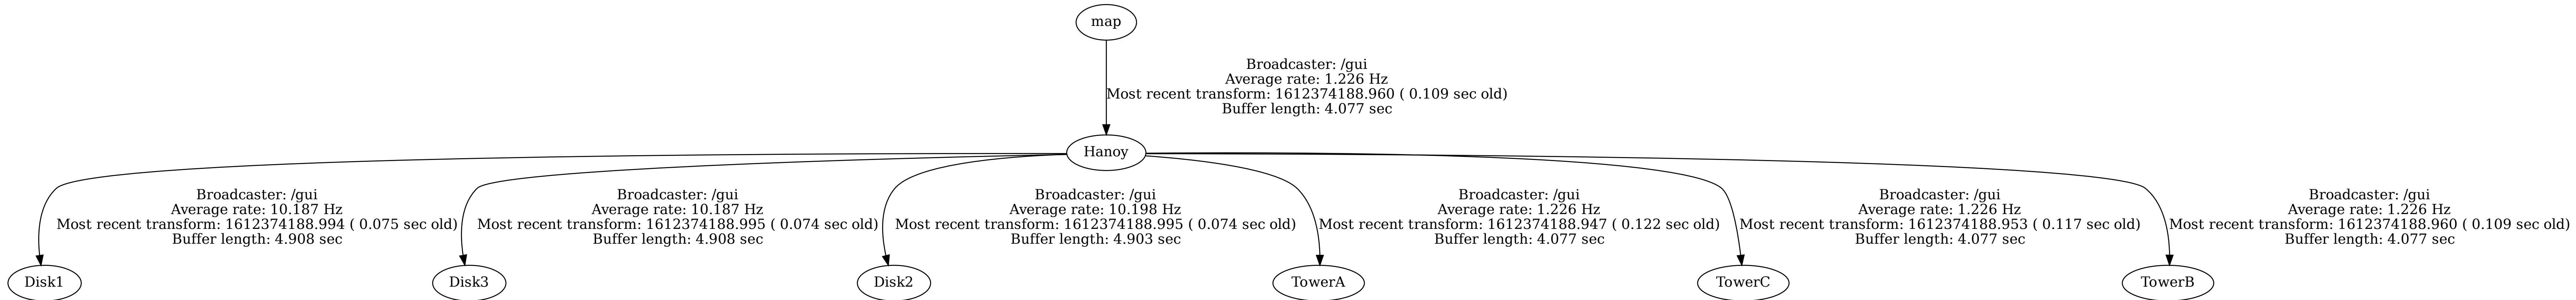 map
Broadcaster: /gui
Average rate: 1.226 Hz
Most recent transform: 1612374188.960 ( 0.109 sec old)
Buffer length: 4.077 sec
Hanoy
Broadcaster: /gui
Average rate: 10.187 Hz
Most recent transform: 1612374188.994 ( 0.075 sec old)
Buffer length: 4.908 sec
Broadcaster: /gui
Average rate: 10.187 Hz
Most recent transform: 1612374188.995 ( 0.074 sec old)
Buffer length: 4.908 sec
Broadcaster: /gui
Average rate: 10.198 Hz
Most recent transform: 1612374188.995 ( 0.074 sec old)
Buffer length: 4.903 sec
Broadcaster: /gui
Average rate: 1.226 Hz
Most recent transform: 1612374188.947 ( 0.122 sec old)
Buffer length: 4.077 sec
Broadcaster: /gui
Average rate: 1.226 Hz
Most recent transform: 1612374188.953 ( 0.117 sec old)
Buffer length: 4.077 sec
Broadcaster: /gui
Average rate: 1.226 Hz
Most recent transform: 1612374188.960 ( 0.109 sec old)
Buffer length: 4.077 sec
Disk1
Disk3
Disk2
TowerA
TowerC
TowerB